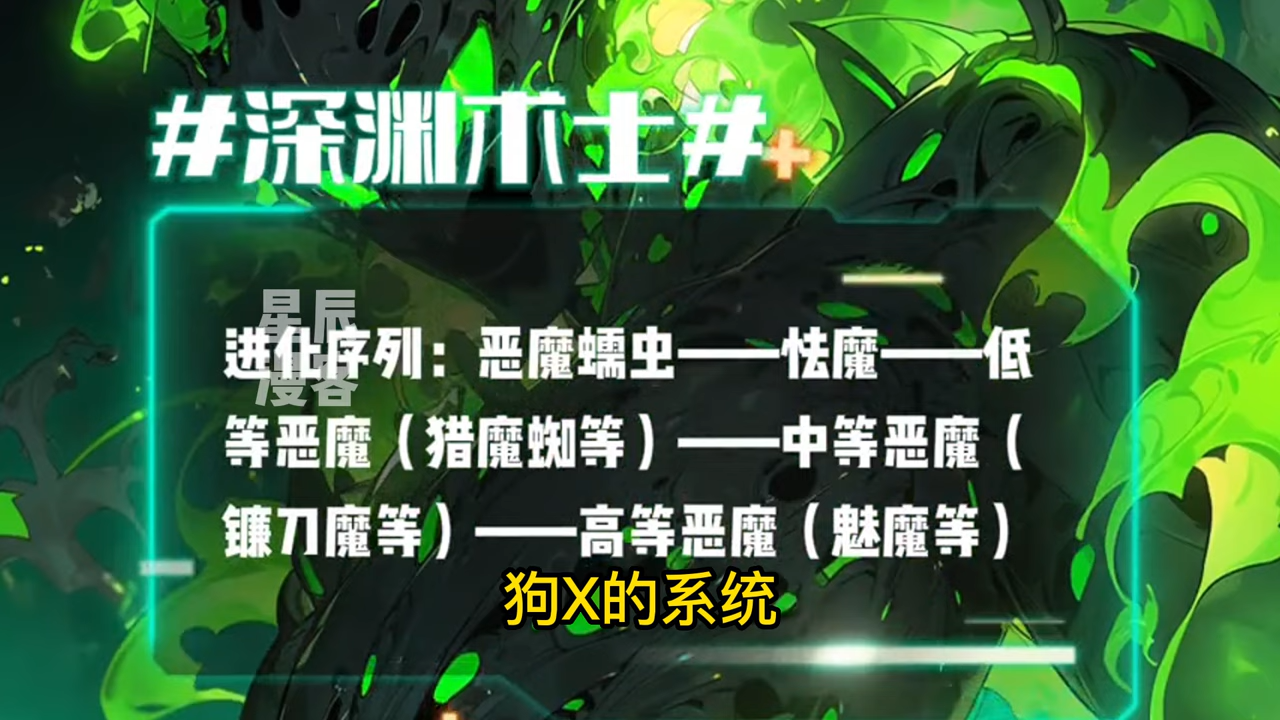 #深渊术士#
星辰
漫客
进化序列：恶魔蠕虫——怯魔——低
等恶魔（猎魔蜘等）——中等恶魔（
镰刀魔等）——高等恶魔（魅魔等）
狗X的系统